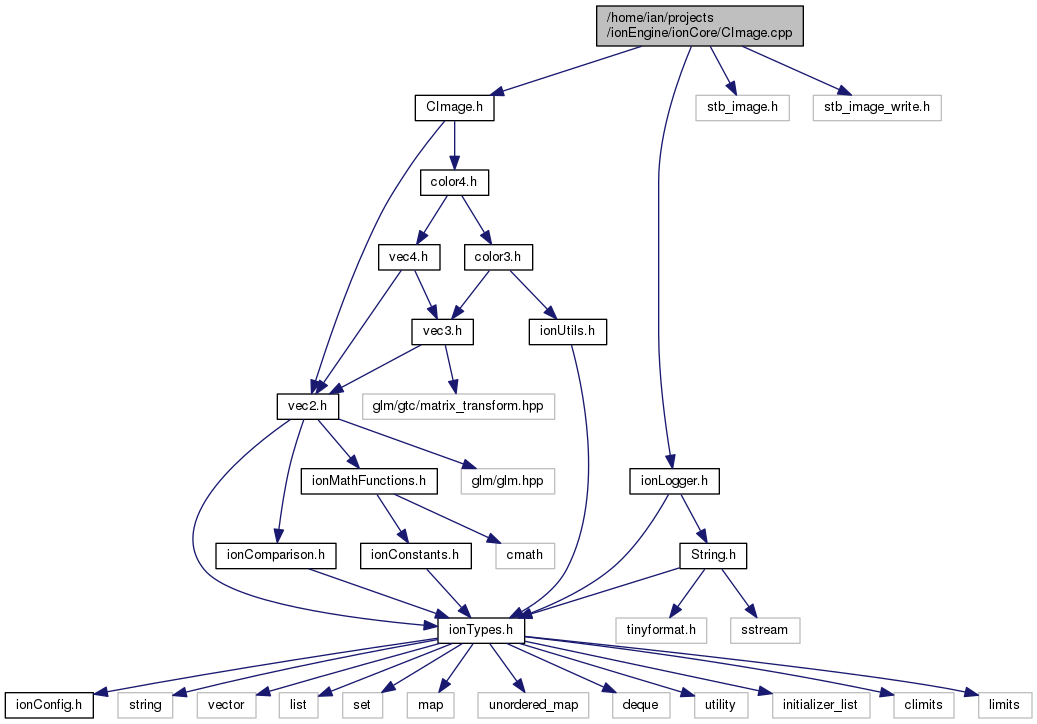 /home/ian/projects
/ionEngine/ionCore/CImage.cpp
CImage.h
stb_image.h
stb_image_write.h
color4.h
vec4.h
color3.h
vec3.h
ionUtils.h
vec2.h
glm/gtc/matrix_transform.hpp
ionMathFunctions.h
glm/glm.hpp
ionLogger.h
ionComparison.h
ionConstants.h
cmath
String.h
ionTypes.h
tinyformat.h
sstream
ionConfig.h
string
vector
list
set
map
unordered_map
deque
utility
initializer_list
climits
limits